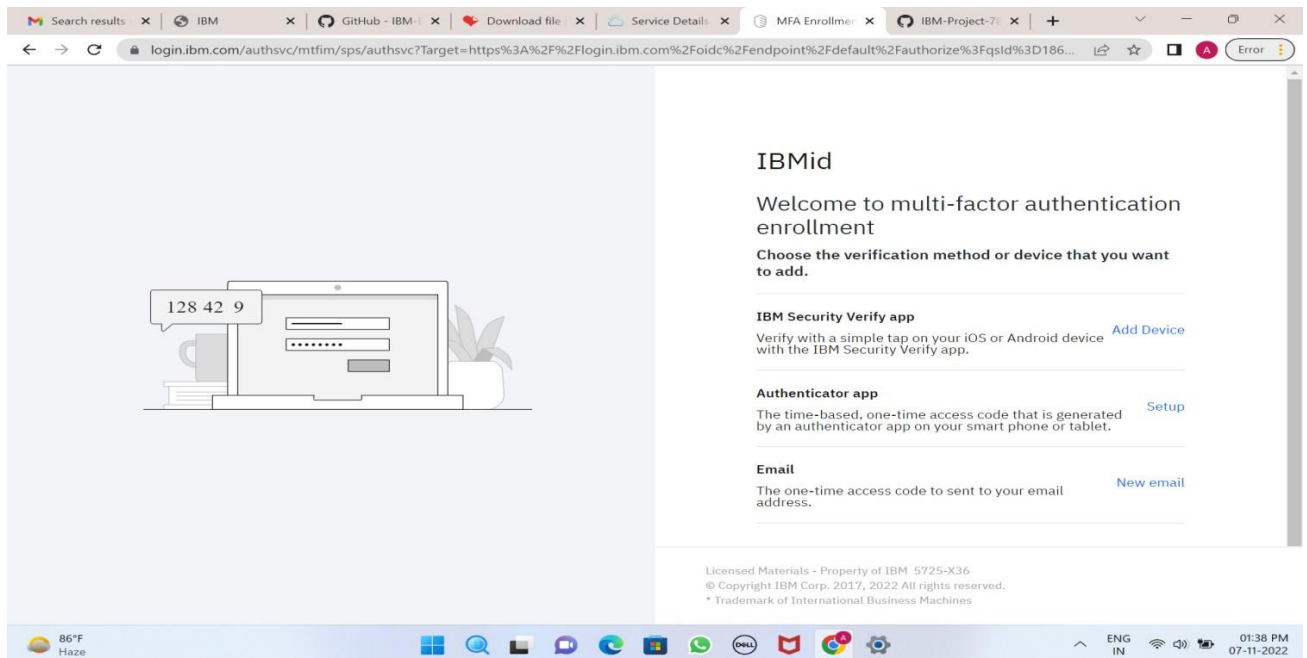 Search results
IBM
GitHub - IBM-
Download file
Service Details
MFA Enrollmen
IBM-Project-7
login.ibm.com/authsvc/mtfim/sps/authsvc?Target=https%3A%2F%2Flogin.ibm.com%2Foidc%2Fendpoint%2Fdefault%2Fauthorize%3FqsId%3D186...
A
Error
IBMid
Welcome to multi-factor authentication
enrollment
Choose the verification method or device that you want
to add.
128 42 9
IBM Security Verify app
Verify with a simple tap on your iOS or Android device
with the IBM Security Verify app.
Add Device
Authenticator app
The time-based, one-time access code that is generated
by an authenticator app on your smart phone or tablet.
Setup
Email
The one-time access code to sent to your email
address.
New email
Licensed Materials - Property of IBM 5725-X36
© Copyright IBM Corp. 2017, 2022 All rights reserved.
* Trademark of International Business Machines
86°F
Haze
DELL
ENG
IN
01:38 PM
07-11-2022